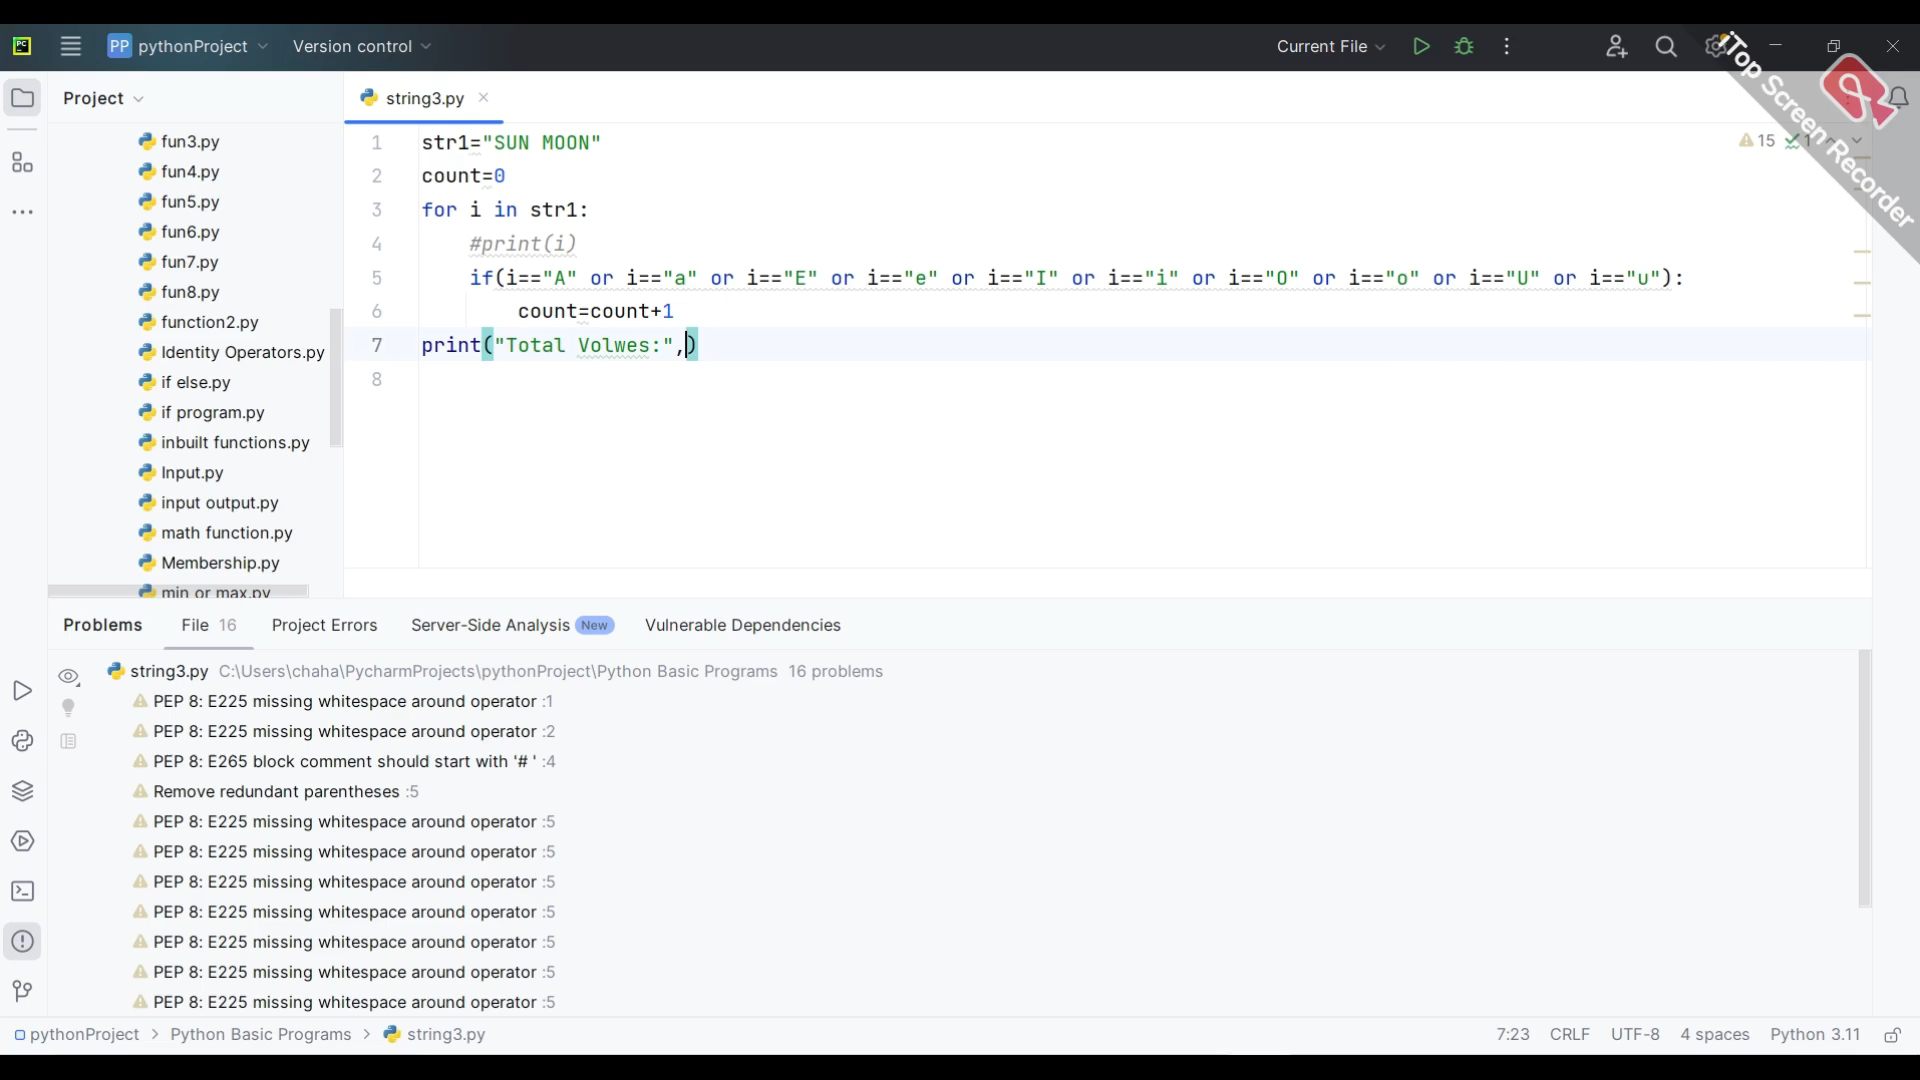 PC PP pythonProject Version control Current File
Project
string3.py
fun3.py
fun4.py
fun5.py
fun6.py
fun7.py
fun8.py
function2.py
Identity Operators.py
if else.py
if program.py
inbuilt functions.py
Input.py
input output.py
math function.py
Membership.py
min or max.py
1 str1="SUN MOON"
2 count=0
3 for i in str1:
4 #print(i)
5 if(i=="A" or i=="a" or i=="E" or i=="e" or i=="I" or i=="i" or i=="O" or i=="o" or i=="U" or i=="u"):
6 count=count+1
7 print("Total Volwes:",)
8
15 1
iTop Screen Recorder
Problems File 16 Project Errors Server-Side Analysis New Vulnerable Dependencies
string3.py C:\Users\chaha\PycharmProjects\pythonProject\Python Basic Programs 16 problems
PEP 8: E225 missing whitespace around operator :1
PEP 8: E225 missing whitespace around operator :2
PEP 8: E265 block comment should start with '# ' :4
Remove redundant parentheses :5
PEP 8: E225 missing whitespace around operator :5
PEP 8: E225 missing whitespace around operator :5
PEP 8: E225 missing whitespace around operator :5
PEP 8: E225 missing whitespace around operator :5
PEP 8: E225 missing whitespace around operator :5
PEP 8: E225 missing whitespace around operator :5
PEP 8: E225 missing whitespace around operator :5
pythonProject > Python Basic Programs > string3.py 7:23 CRLF UTF-8 4 spaces Python 3.11